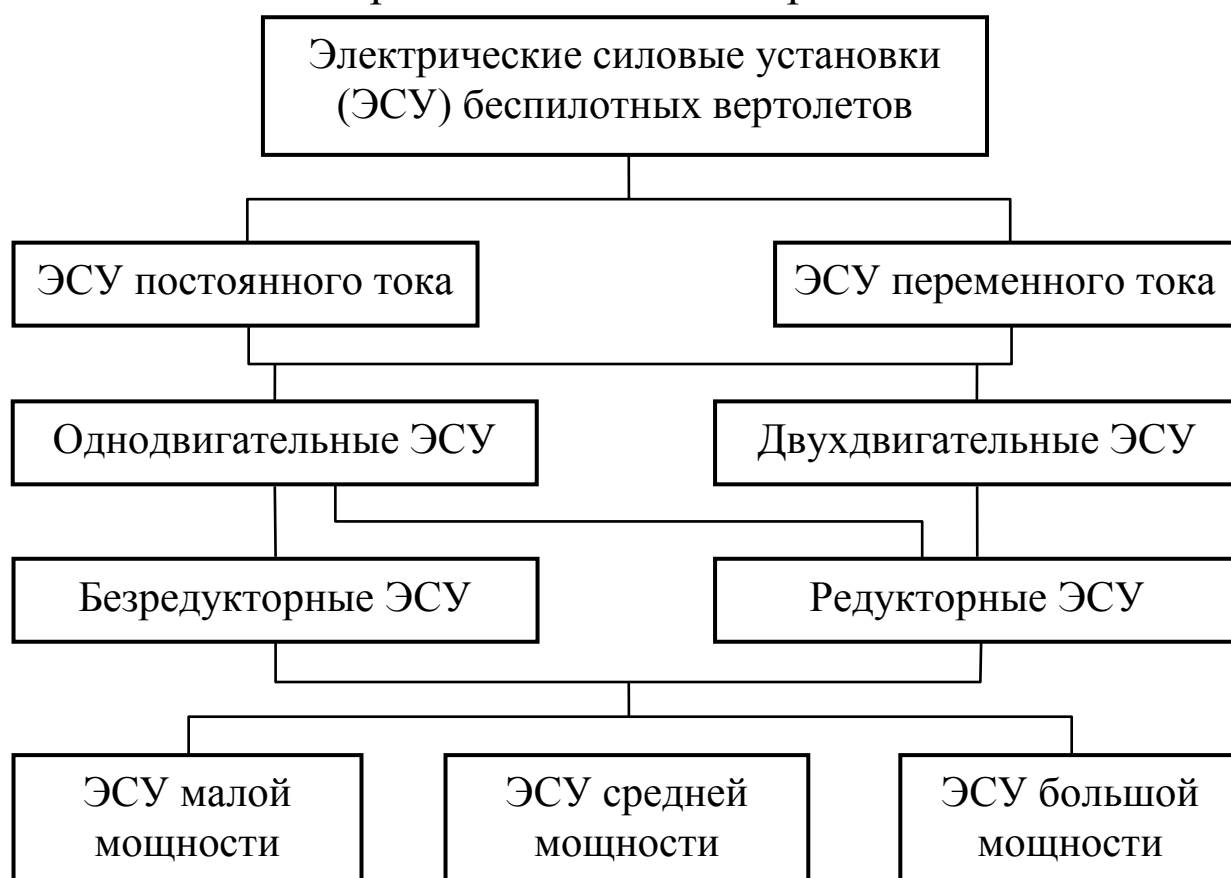 Электрические силовые установки
(ЭСУ) беспилотных вертолетов
ЭСУ постоянного тока
ЭСУ переменного тока
Однодвигательные ЭСУ
Двухдвигательные ЭСУ
Безредукторные ЭСУ
Редукторные ЭСУ
ЭСУ малой
мощности
ЭСУ средней
мощности
ЭСУ большой
мощности